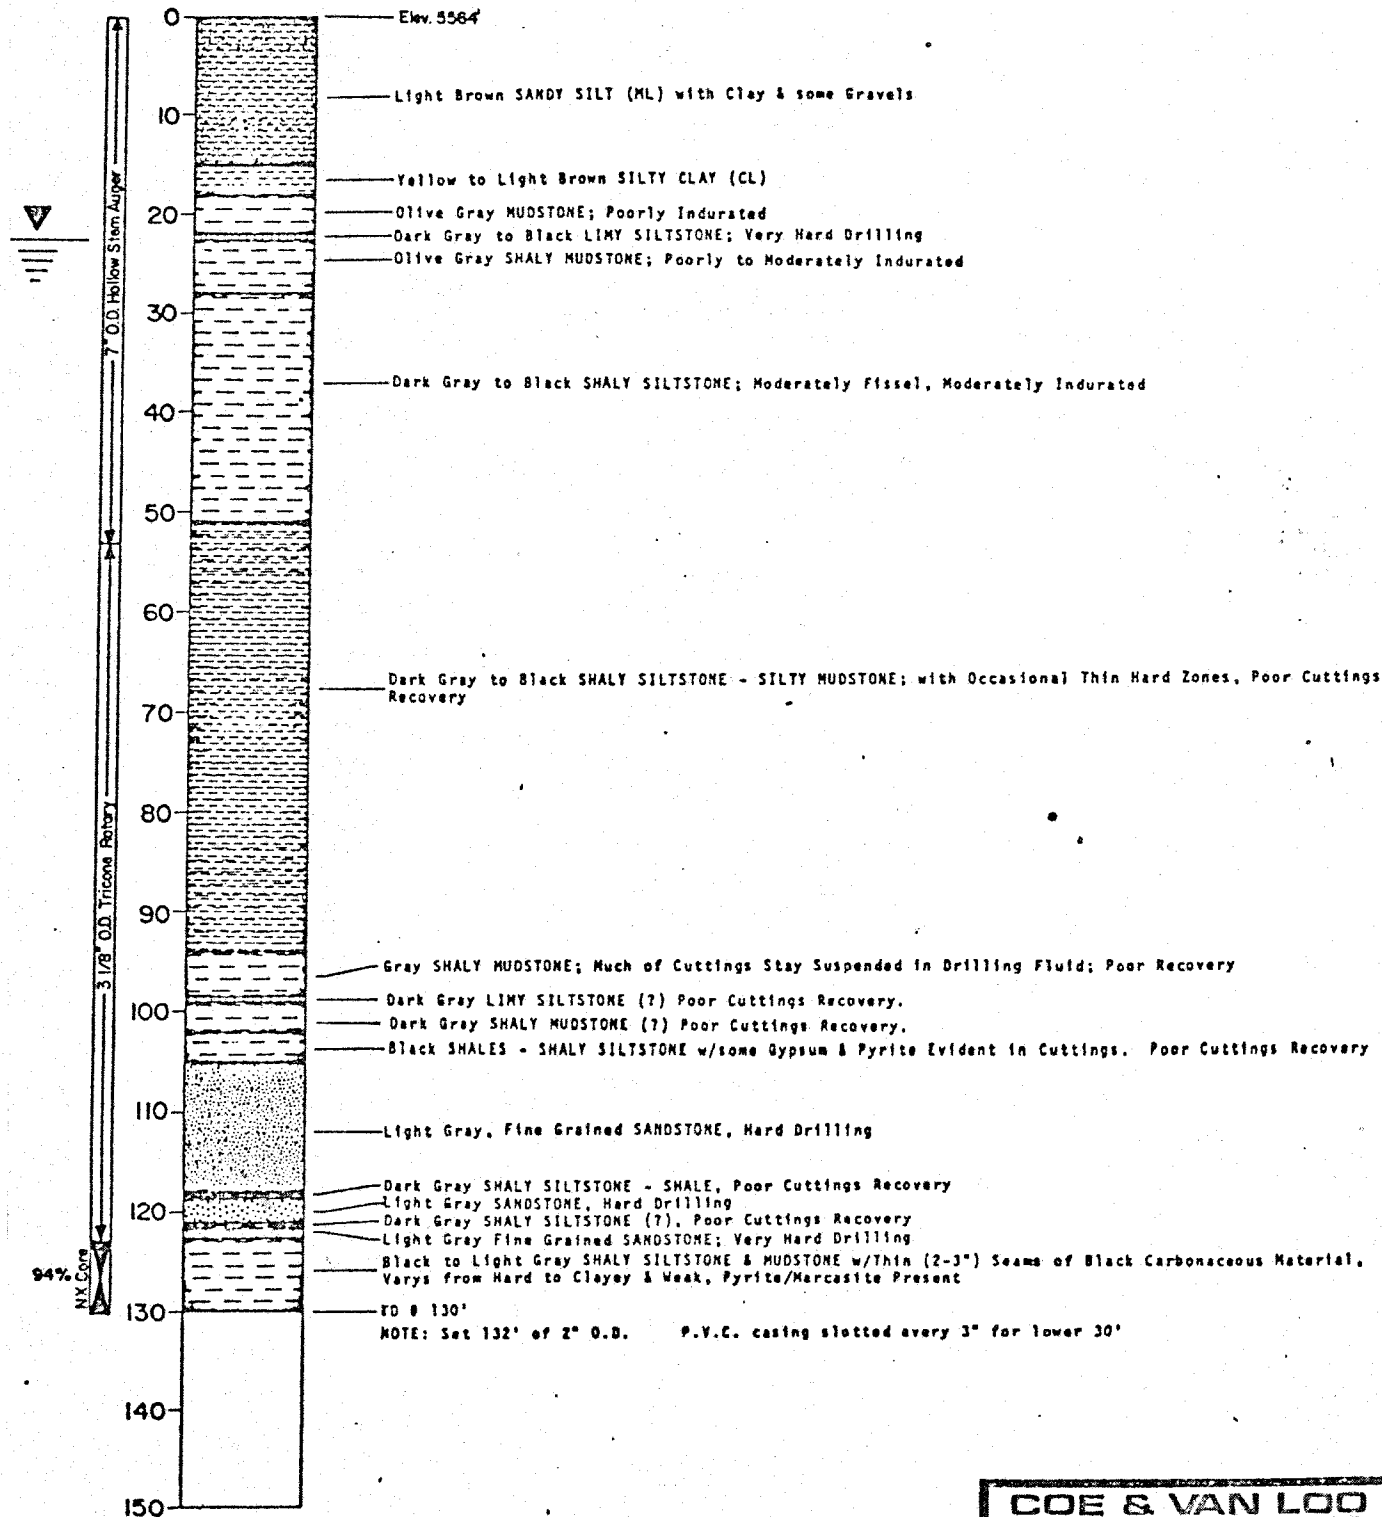 0
Elev. 5564'
Light Brown SANDY SILT (ML) with Clay & some Gravels
10
Yellow to Light Brown SILTY CLAY (CL)
20
Olive Gray MUDSTONE; Poorly Indurated
Dark Gray to Black LIMY SILTSTONE; Very Hard Drilling
Olive Gray SHALY MUDSTONE; Poorly to Moderately Indurated
7" O.D. Hollow Stem Auger
30
Dark Gray to Black SHALY SILTSTONE; Moderately Fissel, Moderately Indurated
40
50
60
Dark Gray to Black SHALY SILTSTONE - SILTY MUDSTONE; with Occasional Thin Hard Zones, Poor Cuttings
Recovery
70
80
3 1/8" O.D. Tricone Rotary
90
Gray SHALY MUDSTONE; Much of Cuttings Stay Suspended in Drilling Fluid; Poor Recovery
Dark Gray LIMY SILTSTONE (?) Poor Cuttings Recovery.
100
Dark Gray SHALY MUDSTONE (?) Poor Cuttings Recovery.
Black SHALES - SHALY SILTSTONE w/some Gypsum & Pyrite Evident in Cuttings. Poor Cuttings Recovery
110
Light Gray, Fine Grained SANDSTONE, Hard Drilling
Dark Gray SHALY SILTSTONE - SHALE, Poor Cuttings Recovery
Light Gray SANDSTONE, Hard Drilling
120
Dark Gray SHALY SILTSTONE (?), Poor Cuttings Recovery
Light Gray Fine Grained SANDSTONE; Very Hard Drilling
Black to Light Gray SHALY SILTSTONE & MUDSTONE w/Thin (2-3") Seams of Black Carbonaceous Material,
Varys from Hard to Clayey & Weak, Pyrite/Marcasite Present
94%
NX Core
130
TD @ 130'
NOTE: Set 132' of 2" O.D. P.V.C. casing slotted every 3" for lower 30'
140
150
COE & VAN LOO